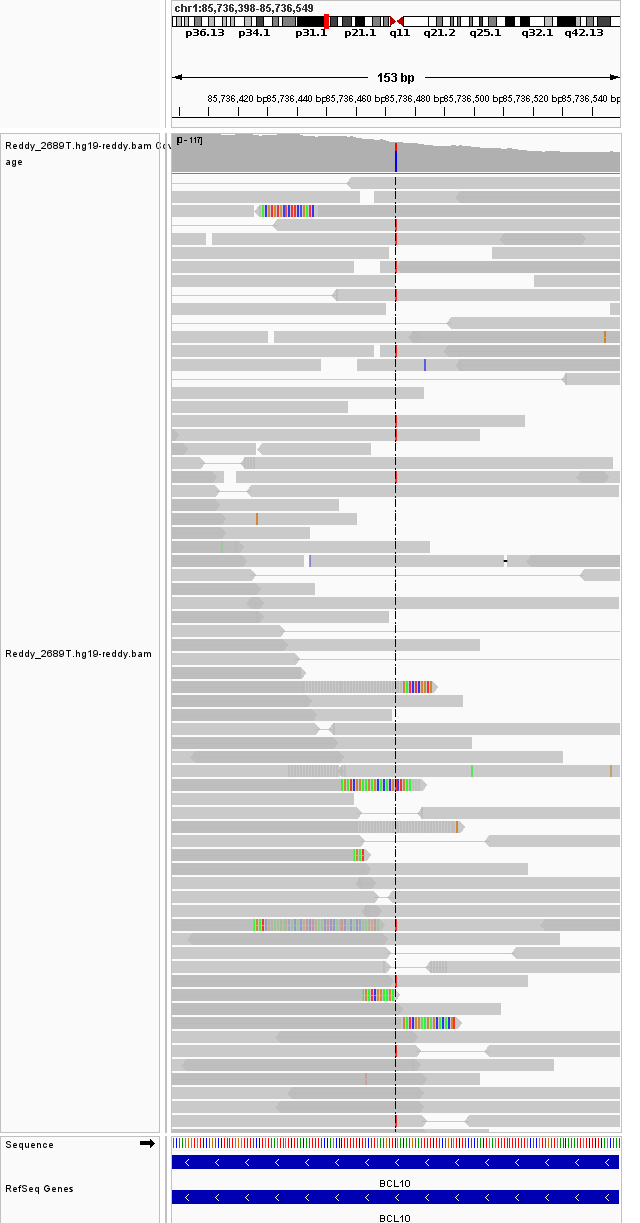 chr1:85,736,398-85,736,549
p36.13 p34.1 p31.1 p21.1 q11 q21.2 q25.1 q32.1 q42.13
153 bp
85,736,420 bp 85,736,440 bp 85,736,460 bp 85,736,480 bp 85,736,500 bp 85,736,520 bp 85,736,540 bp
[0 - 117]
Reddy_2689T.hg19-reddy.bam Cov
age
Reddy_2689T.hg19-reddy.bam
Sequence
BCL10
RefSeq Genes
BCL10